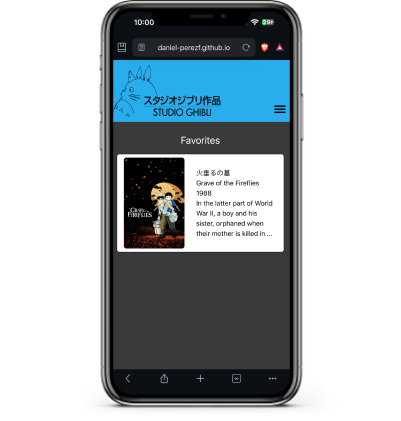 10:00
29+
daniel-perezf.github.io
スタジオジブリ作品
STUDIO GHIBLI
Favorites
GRAVE OF THE
FIREFLIES
火垂るの墓
Grave of the Fireflies
1988
In the latter part of World
War II, a boy and his
sister, orphaned when
their mother is killed in ...